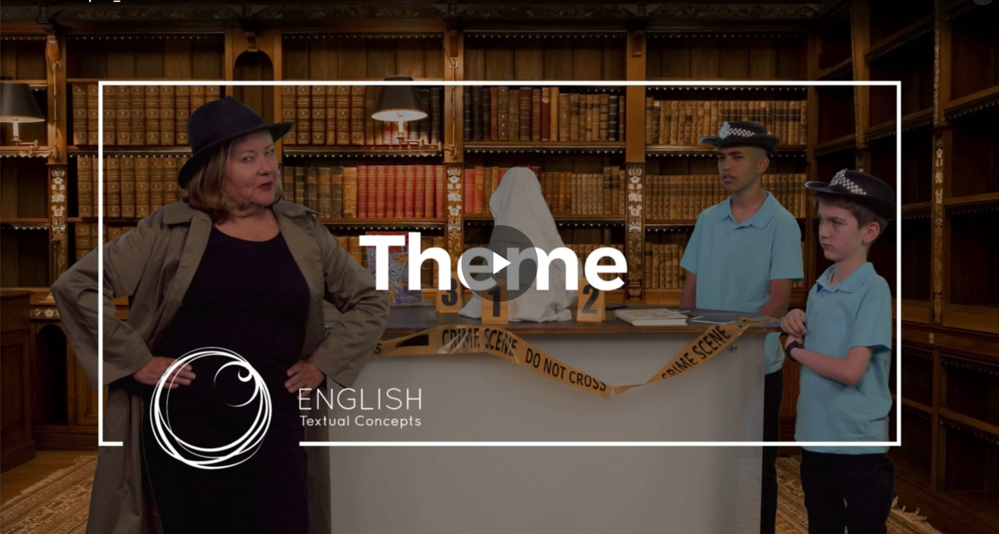 Theme
3
1
2
CRIME SCENE DO NOT CROSS
CRIME SCENE
ENGLISH
Textual Concepts